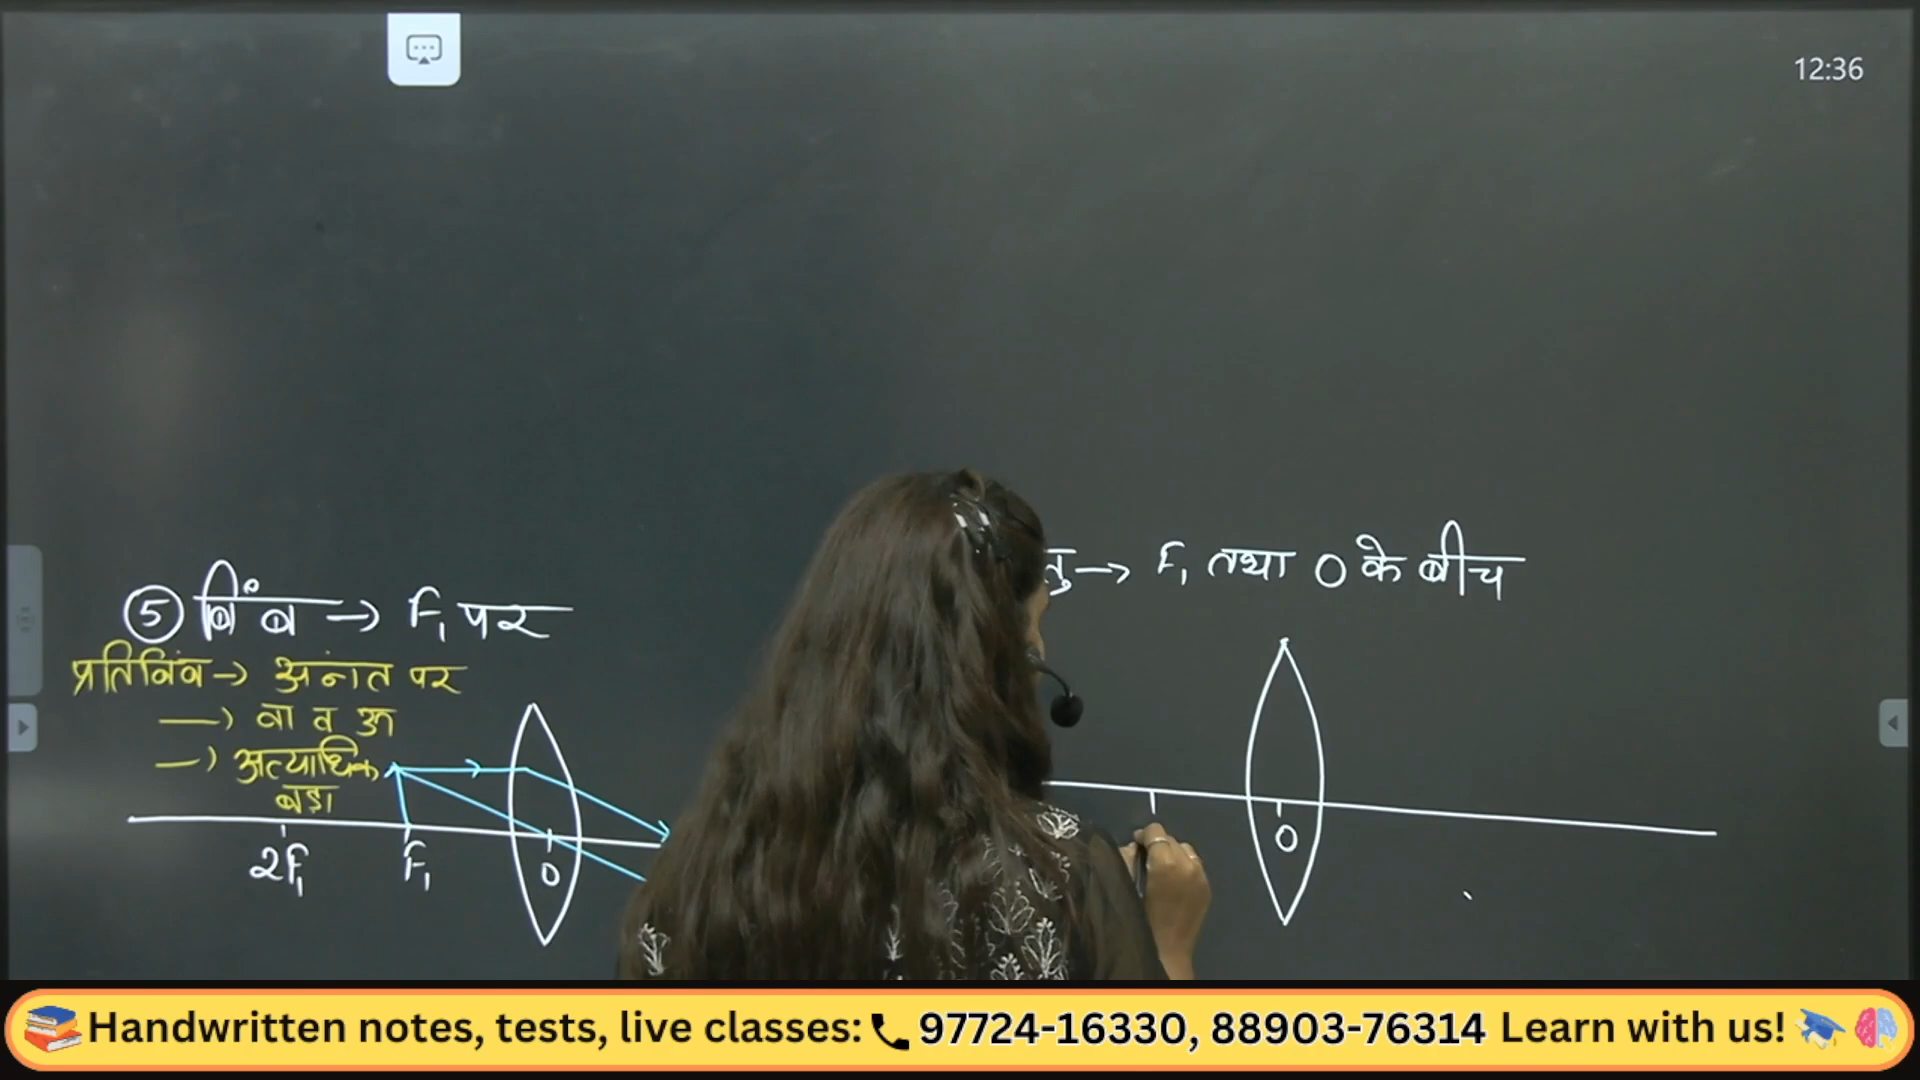 12:36
⑤ बिंब → F₁ पर
प्रतिबिंब → अनंत पर
→ वा व उ
→ अत्याधिक
बड़ा
2F₁ F₁ O
→ F₁ तथा O के बीच
O
Handwritten notes, tests, live classes: 97724-16330, 88903-76314 Learn with us!